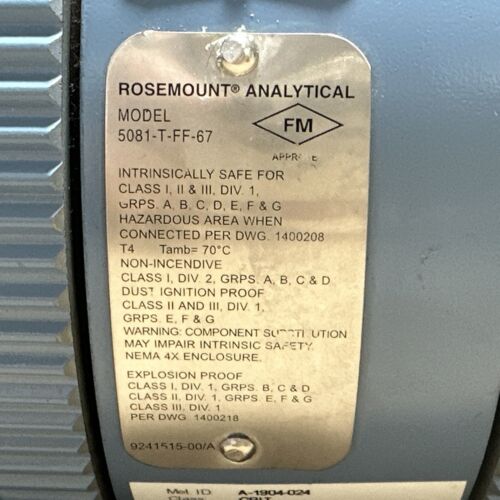 ROSEMOUNT® ANALYTICAL
MODEL
5081-T-FF-67
FM
INTRINSICALLY SAFE FOR
CLASS I, II & III, DIV. 1,
GRPS. A, B, C, D, E, F & G
HAZARDOUS AREA WHEN
CONNECTED PER DWG. 1400208
T4 Tamb= 70°C
NON-INCENDIVE
CLASS I, DIV. 2, GRPS. A, B, C & D
DUST IGNITION PROOF
CLASS II AND III, DIV. 1,
GRPS. E, F & G
WARNING: COMPONENT SUBSTITUTION
MAY IMPAIR INTRINSIC SAFETY.
NEMA 4X ENCLOSURE.
EXPLOSION PROOF
CLASS I, DIV. 1, GRPS. B, C & D
CLASS II, DIV. 1, GRPS. E, F & G
CLASS III, DIV. 1
PER DWG. 1400218
9241515-00/A
Mat. ID A-1904-024